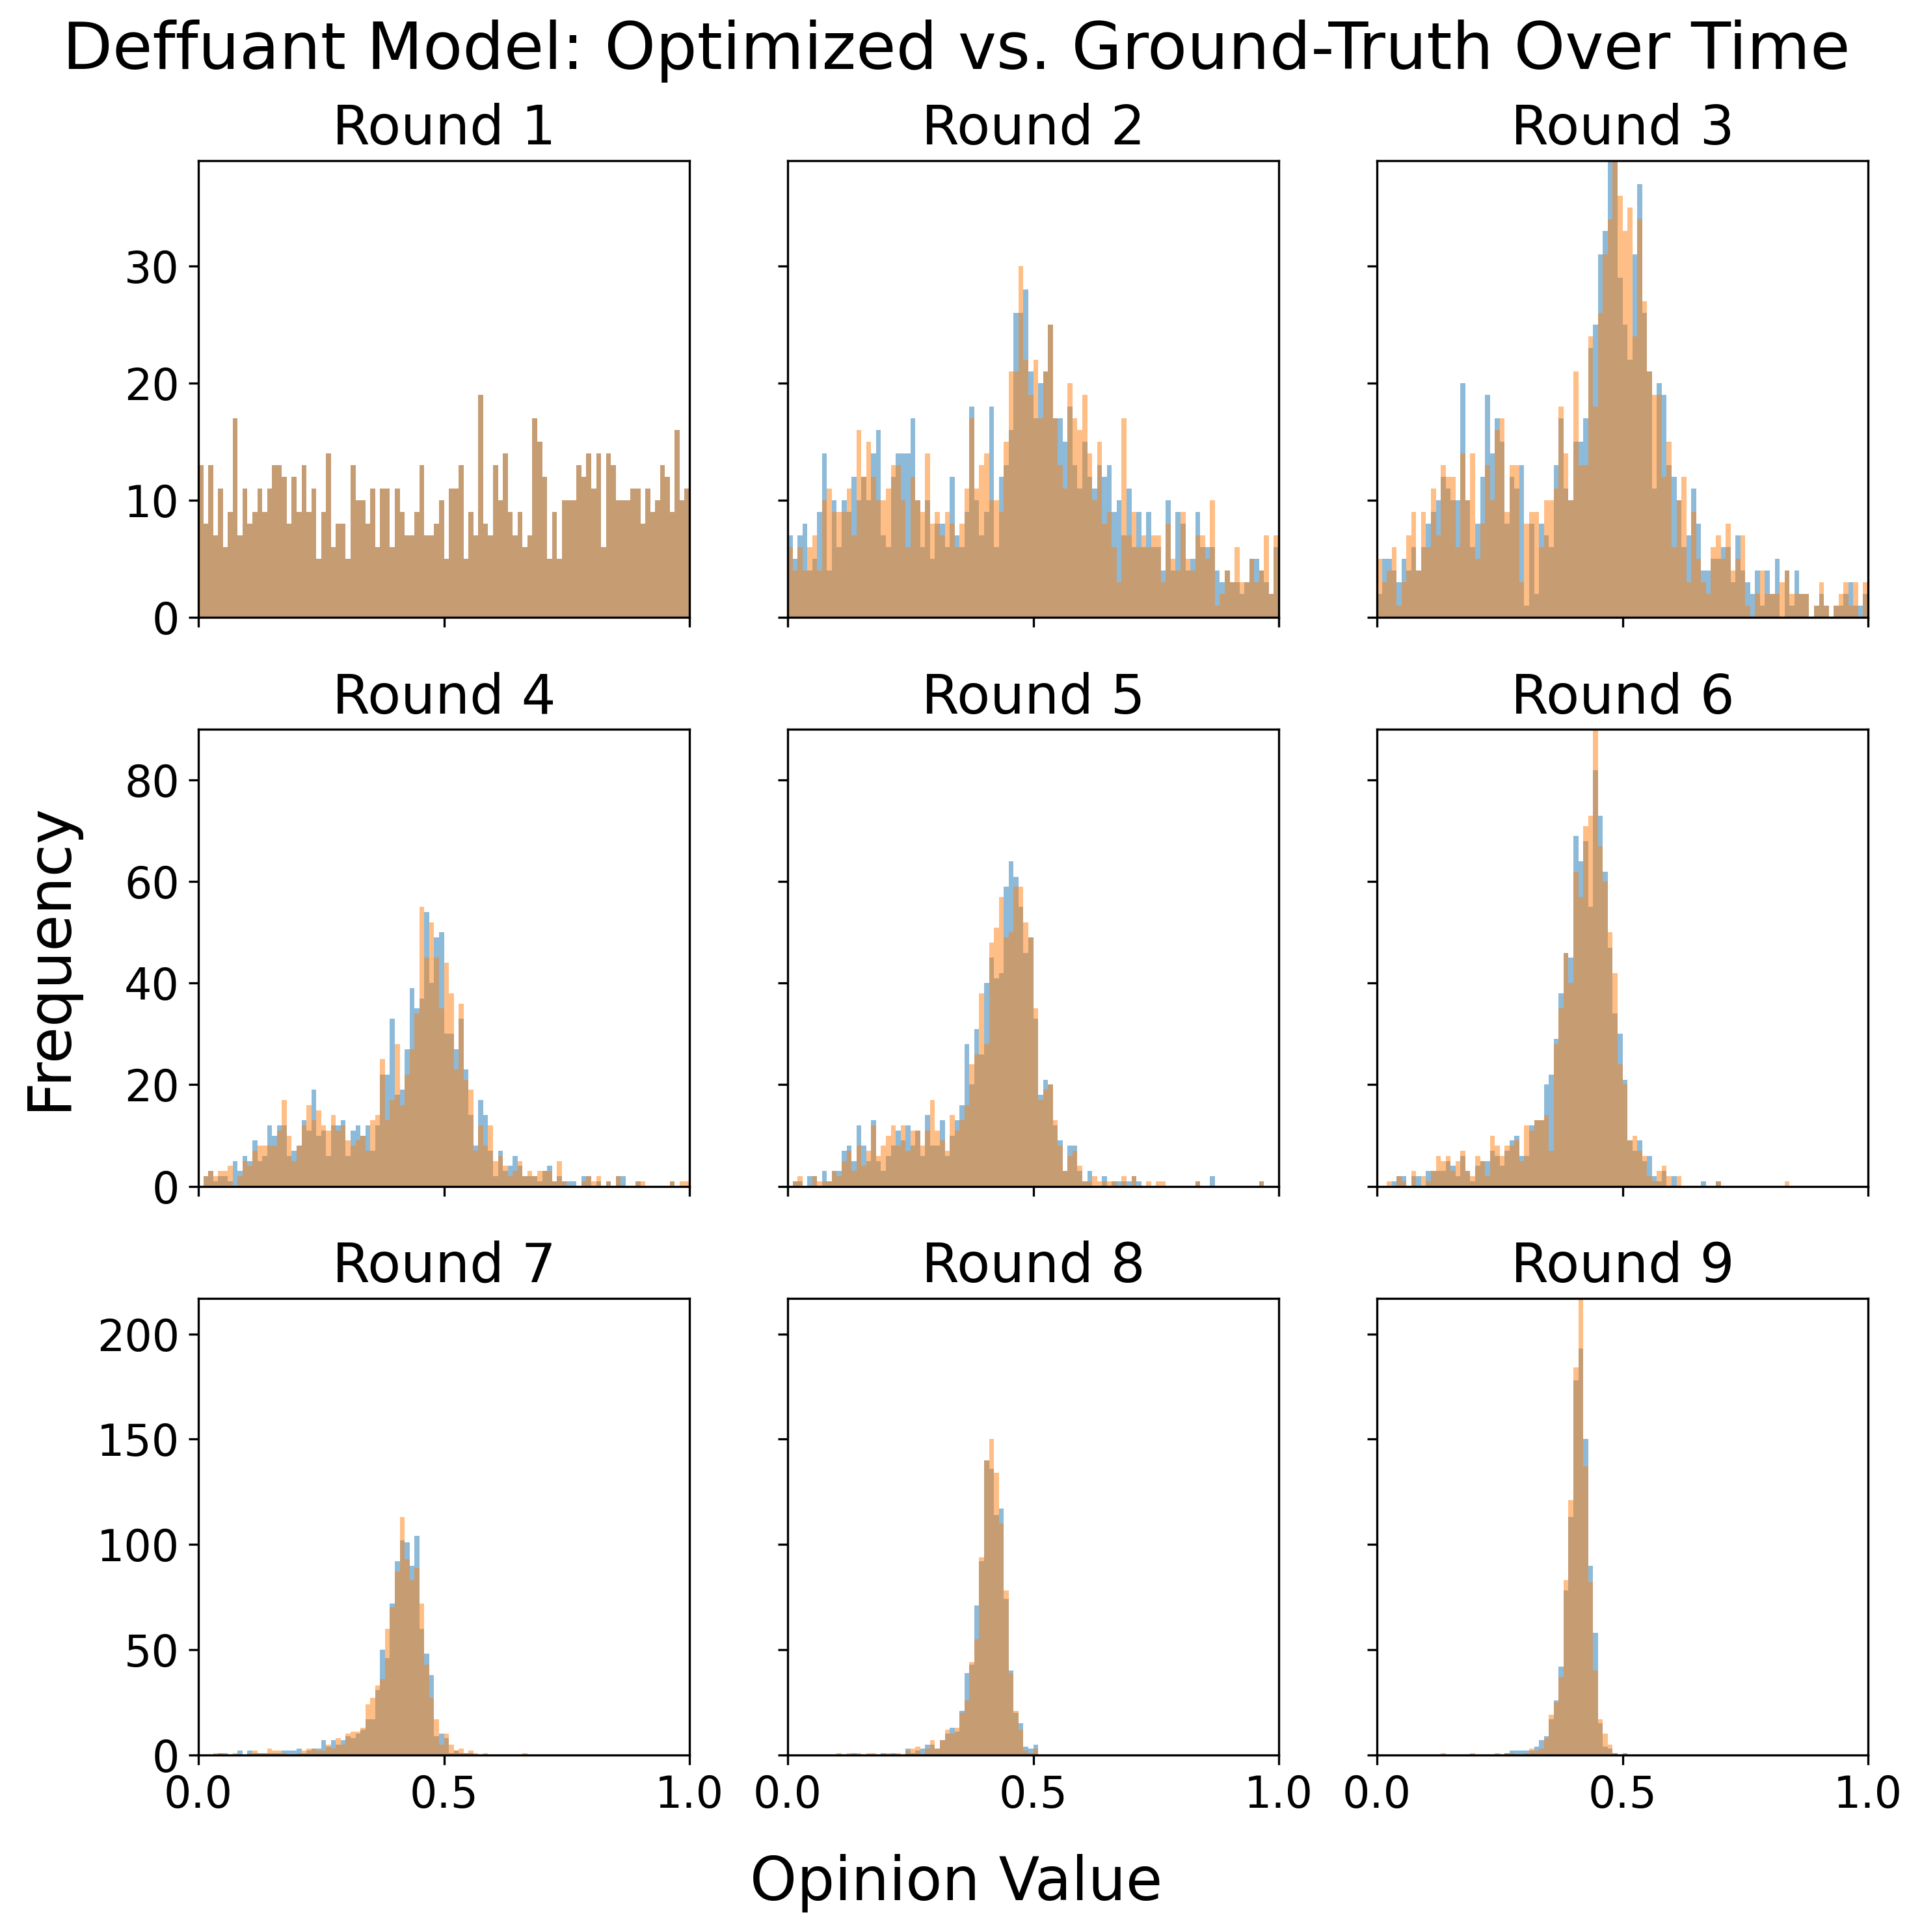 Deffuant Model: Optimized vs. Ground-Truth Over Time
Round 1
Round 2
Round 3
30
20
10
0
Round 4
Round 5
Round 6
80
60
40
20
0
Frequency
Round 7
Round 8
Round 9
200
150
100
50
0
0.0 0.5 1.0 0.0 0.5 1.0 0.0 0.5 1.0
Opinion Value